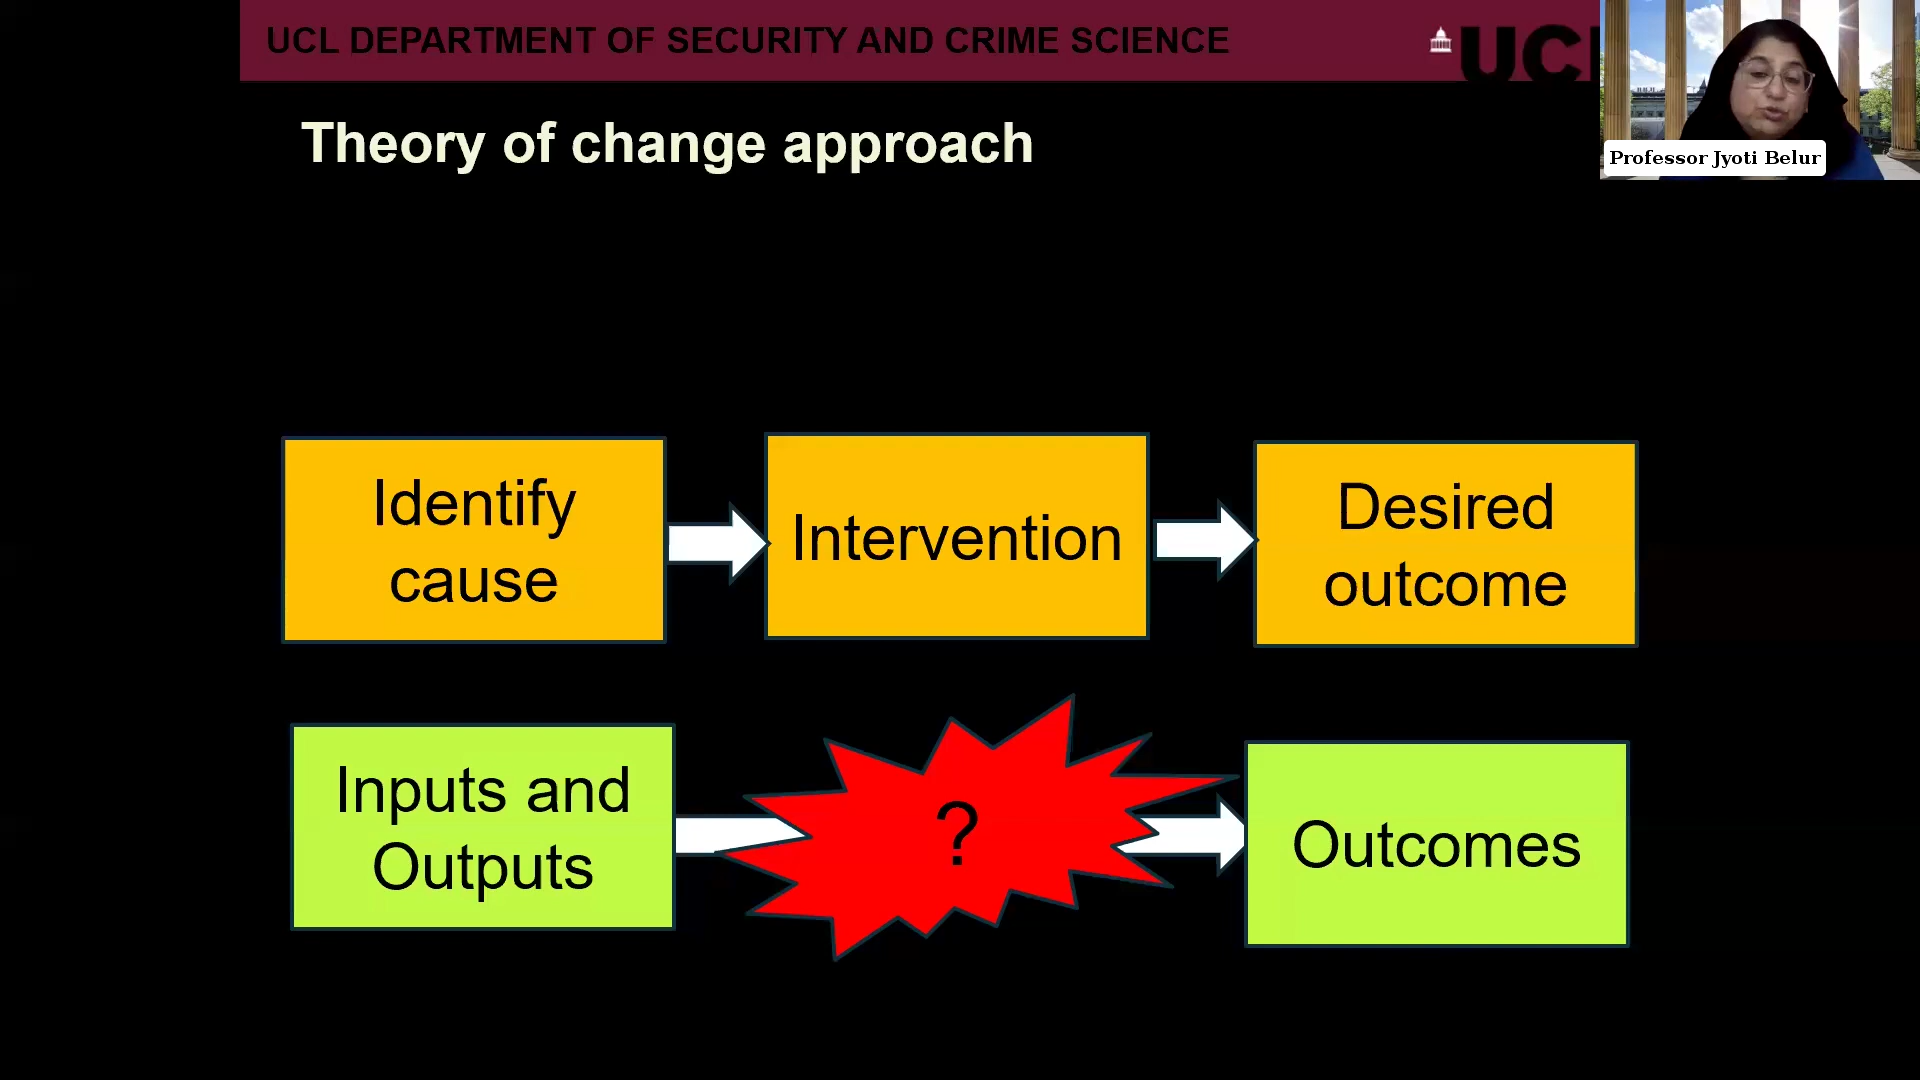 UCL DEPARTMENT OF SECURITY AND CRIME SCIENCE
UCL
Professor Jyoti Belur
Theory of change approach
Identify
cause
Intervention
Desired
outcome
Inputs and
Outputs
?
Outcomes